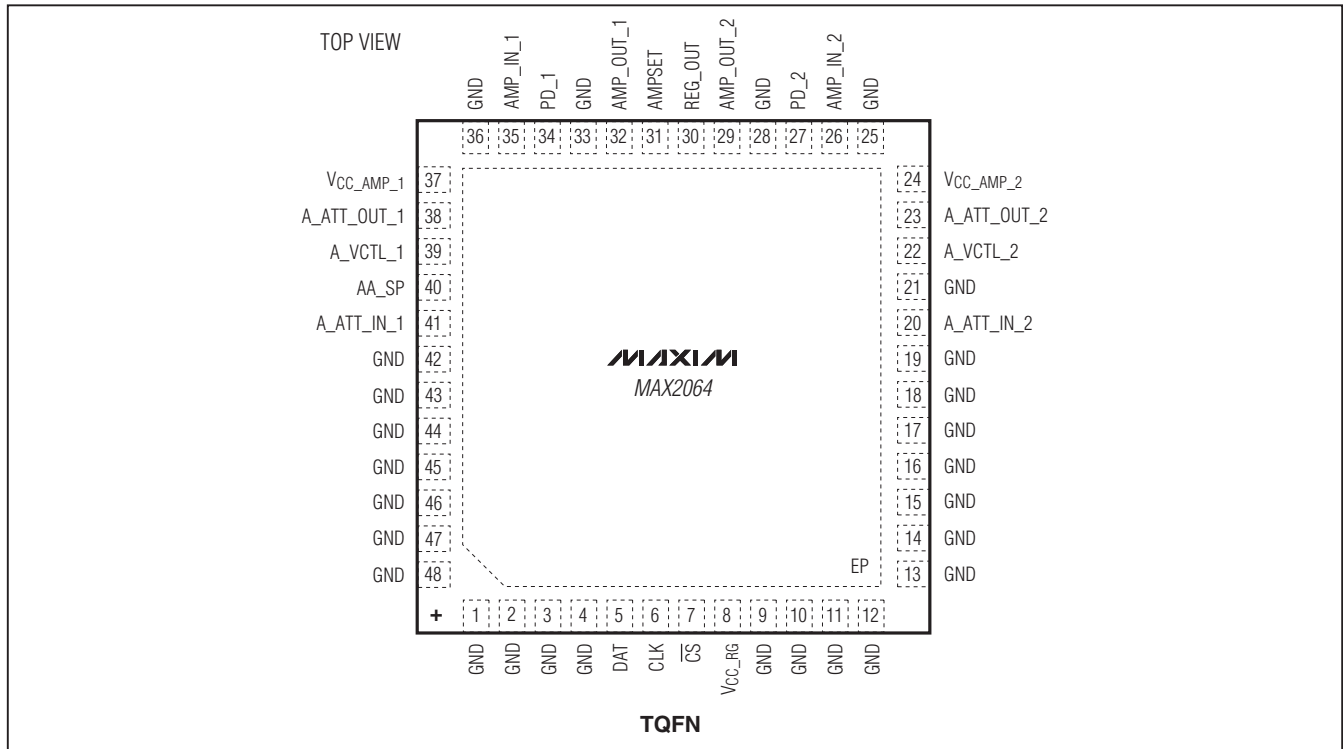 TOP VIEW
GND
AMP_IN_1
PD_1
GND
AMP_OUT_1
AMPSET
REG_OUT
AMP_OUT_2
GND
PD_2
AMP_IN_2
GND
36 35 34 33 32 31 30 29 28 27 26 25
VCC_AMP_1 37
A_ATT_OUT_1 38
A_VCTL_1 39
AA_SP 40
A_ATT_IN_1 41
GND 42
GND 43
GND 44
GND 45
GND 46
GND 47
GND 48
MAXIM
MAX2064
24 VCC_AMP_2
23 A_ATT_OUT_2
22 A_VCTL_2
21 GND
20 A_ATT_IN_2
19 GND
18 GND
17 GND
16 GND
15 GND
14 GND
13 GND
EP
+ 1 2 3 4 5 6 7 8 9 10 11 12
GND
GND
GND
GND
DAT
CLK
C̅S̅
VCC_RG
GND
GND
GND
GND
TQFN